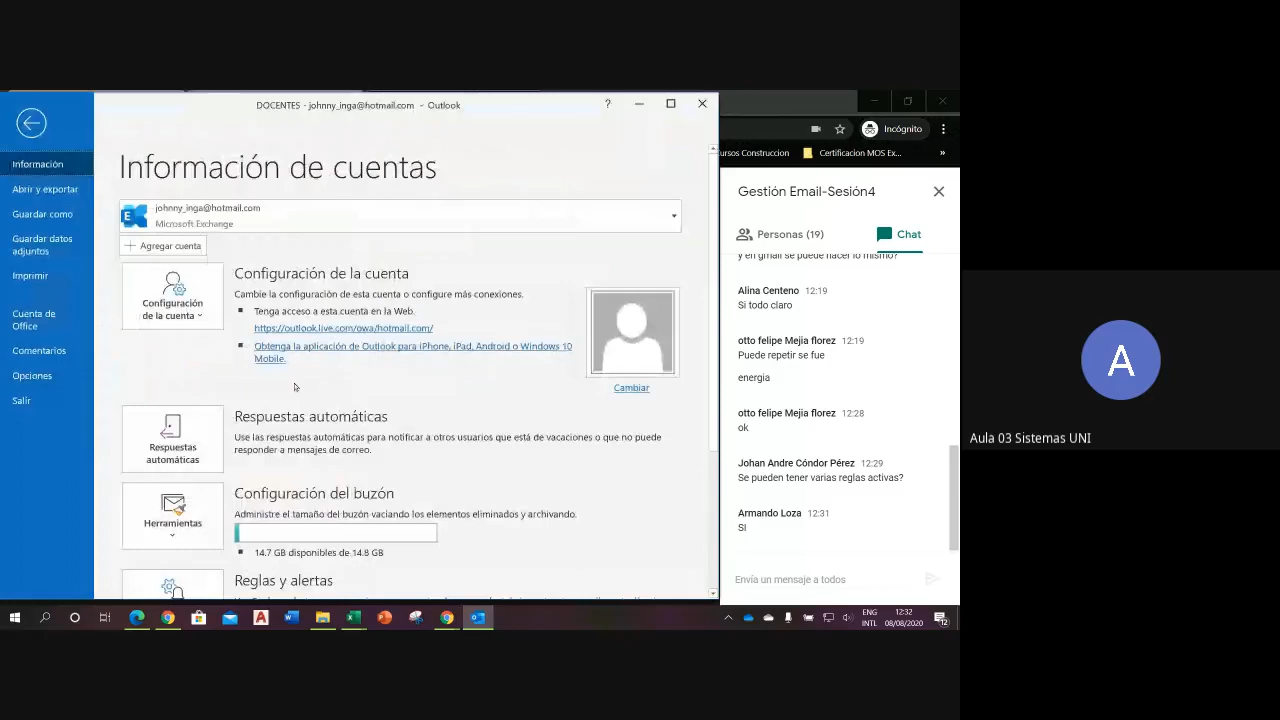 DOCENTES - johnny_inga@hotmail.com - Outlook
?
Información
Abrir y exportar
Guardar como
Guardar datos
adjuntos
Imprimir
Cuenta de
Office
Comentarios
Opciones
Salir
Información de cuentas
johnny_inga@hotmail.com
Microsoft Exchange
Agregar cuenta
Configuración
de la cuenta
Configuración de la cuenta
Cambie la configuración de esta cuenta o configure más conexiones.
Tenga acceso a esta cuenta en la Web.
https://outlook.live.com/owa/hotmail.com/
Obtenga la aplicación de Outlook para iPhone, iPad, Android o Windows 10
Mobile.
Cambiar
Respuestas
automáticas
Respuestas automáticas
Use las respuestas automáticas para notificar a otros usuarios que está de vacaciones o que no puede
responder a mensajes de correo.
Herramientas
Configuración del buzón
Administre el tamaño del buzón vaciando los elementos eliminados y archivando.
14.7 GB disponibles de 14.8 GB
Reglas y alertas
Incógnito
ursos Construccion
Certificacion MOS Ex...
»
Gestión Email-Sesión4
Personas (19)
Chat
y en gmail se puede hacer lo mismo?
Alina Centeno 12:19
Si todo claro
otto felipe Mejia florez 12:19
Puede repetir se fue
energia
otto felipe Mejia florez 12:28
ok
Johan Andre Cóndor Pérez 12:29
Se pueden tener varias reglas activas?
Armando Loza 12:31
SI
Envía un mensaje a todos
ENG
INTL
12:32
08/08/2020
12
A
Aula 03 Sistemas UNI